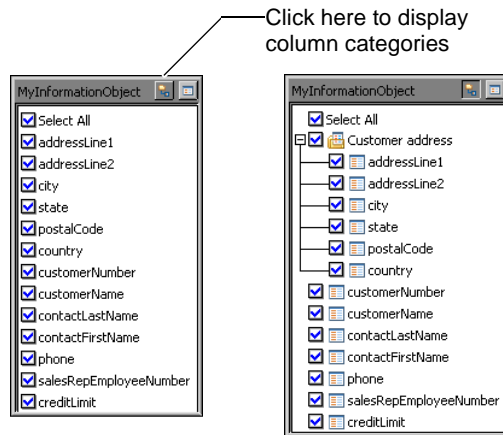 Click here to display
column categories
MyInformationObject
Select All
addressLine1
addressLine2
city
state
postalCode
country
customerNumber
customerName
contactLastName
contactFirstName
phone
salesRepEmployeeNumber
creditLimit
MyInformationObject
Select All
Customer address
addressLine1
addressLine2
city
state
postalCode
country
customerNumber
customerName
contactLastName
contactFirstName
phone
salesRepEmployeeNumber
creditLimit